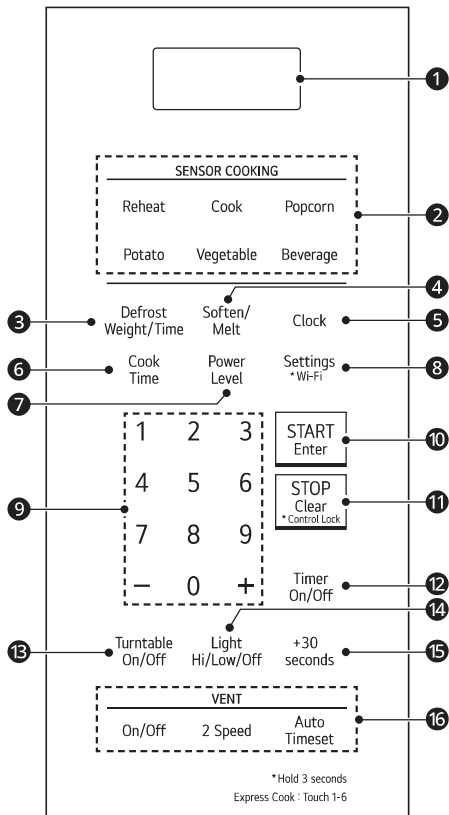 1
SENSOR COOKING
2
Reheat Cook Popcorn
Potato Vegetable Beverage
4
3 Defrost Weight/Time
Soften/ Melt
Clock 5
6 Cook Time
Power Level
Settings *Wi-Fi 8
7
1 2 3
START
Enter
10
4 5 6
STOP
Clear
*Control Lock
11
9
7 8 9
− 0 +
Timer On/Off 12
14
13 Turntable On/Off
Light Hi/Low/Off
+30 seconds 15
VENT
16
On/Off 2 Speed Auto Timeset
*Hold 3 seconds
Express Cook : Touch 1-6